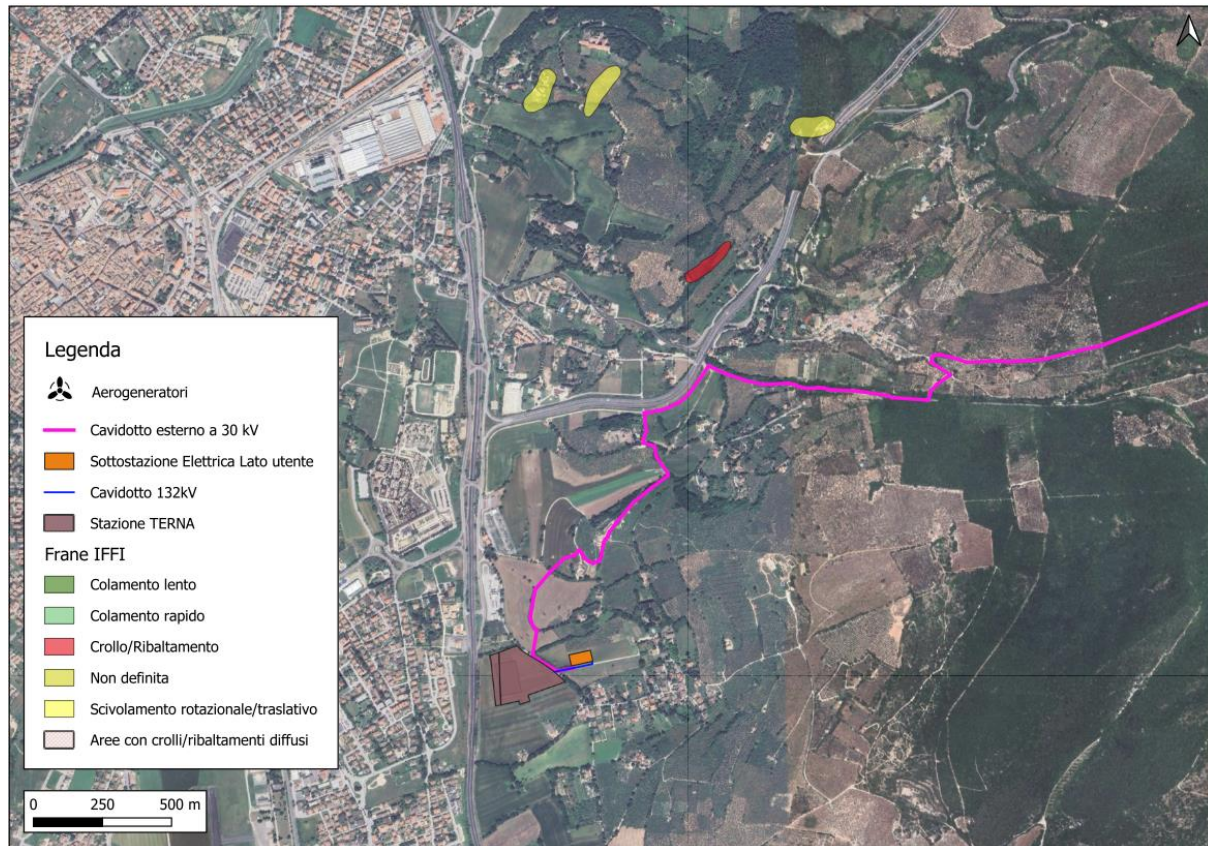 Legenda
Aerogeneratori
Cavidotto esterno a 30 kV
Sottostazione Elettrica Lato utente
Cavidotto 132kV
Stazione TERNA
Frane IFFI
Colamento lento
Colamento rapido
Crollo/Ribaltamento
Non definita
Scivolamento rotazionale/traslativo
Aree con crolli/ribaltamenti diffusi
0 250 500 m